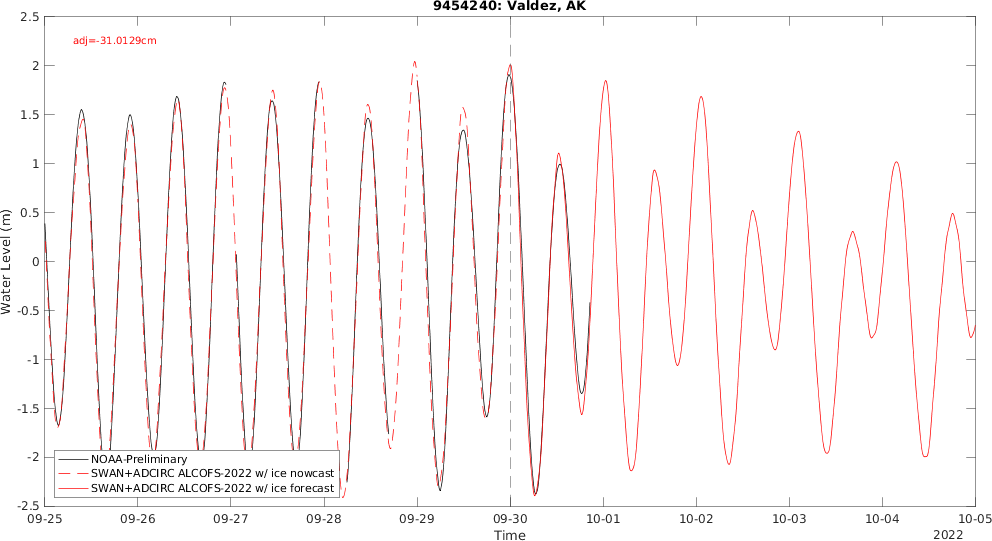 9454240: Valdez, AK
adj=-31.0129cm
Water Level (m)
2.5
2
1.5
1
0.5
0
-0.5
-1
-1.5
-2
-2.5
NOAA-Preliminary
SWAN+ADCIRC ALCOFS-2022 w/ ice nowcast
SWAN+ADCIRC ALCOFS-2022 w/ ice forecast
09-25 09-26 09-27 09-28 09-29 09-30 10-01 10-02 10-03 10-04 10-05
Time
2022